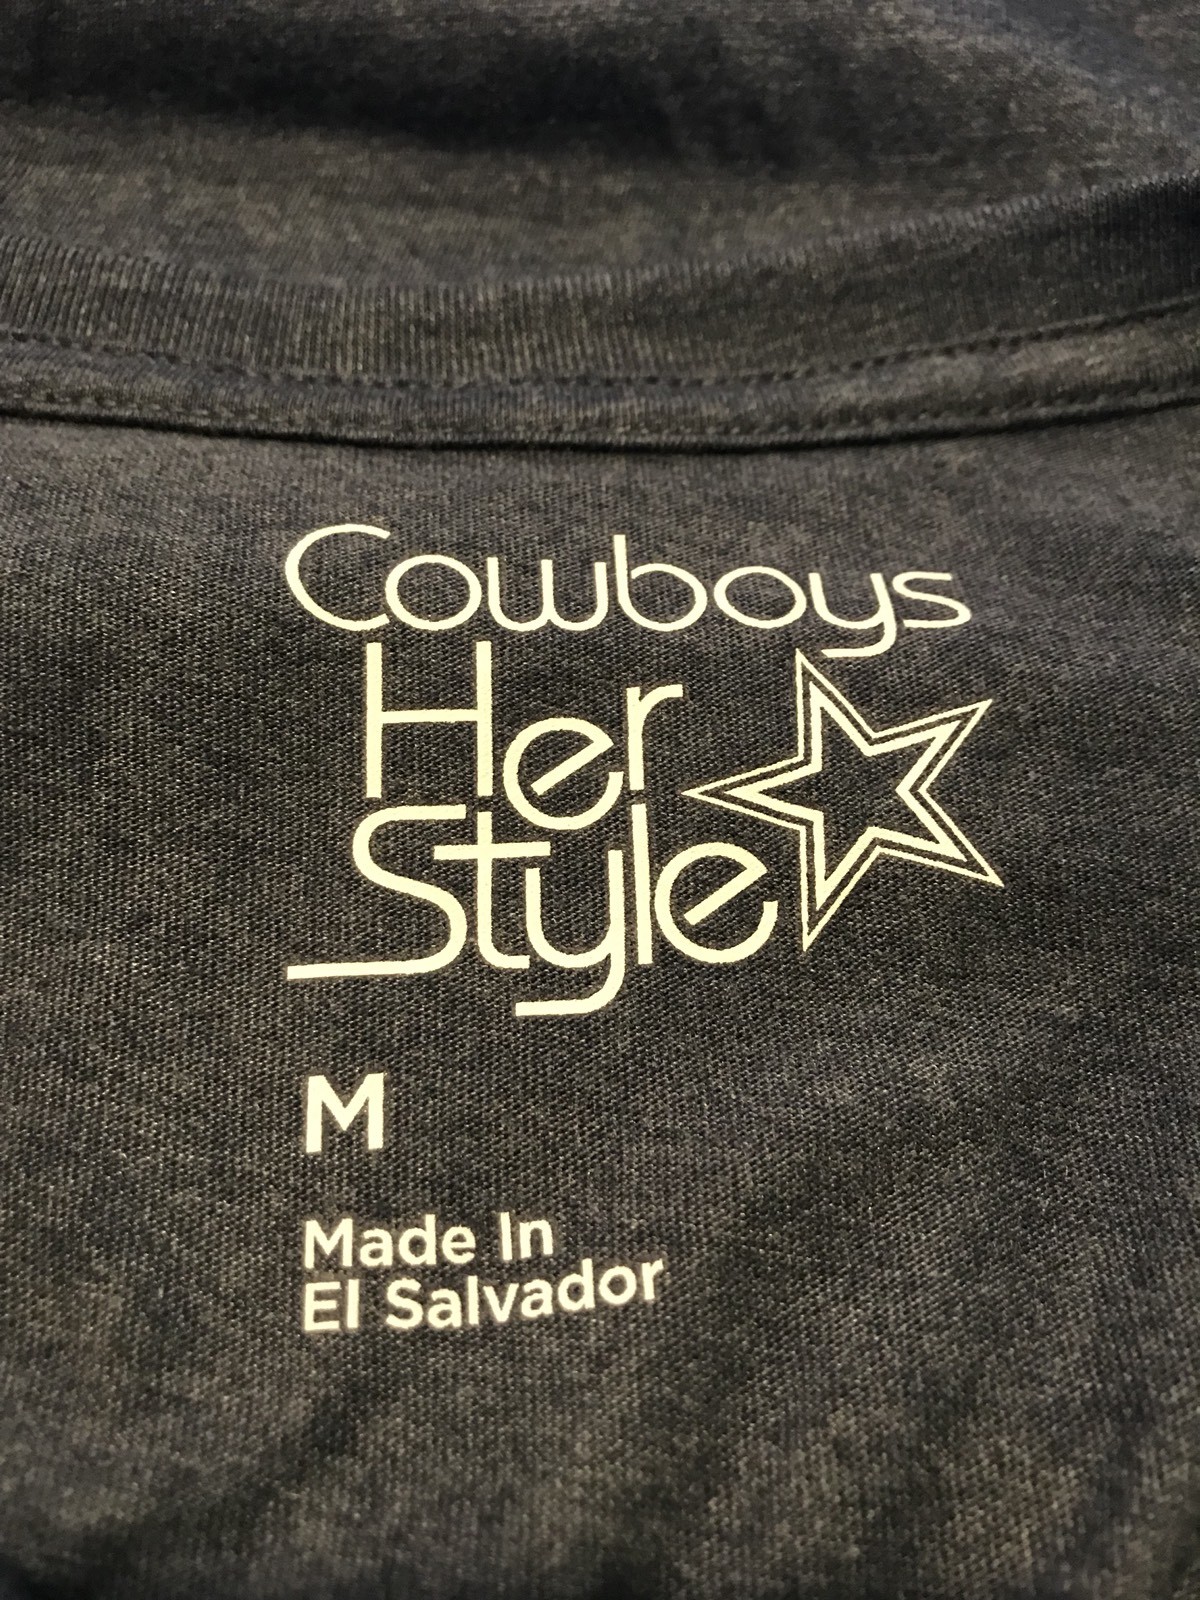 Cowboys
Her
Style
M
Made In
El Salvador